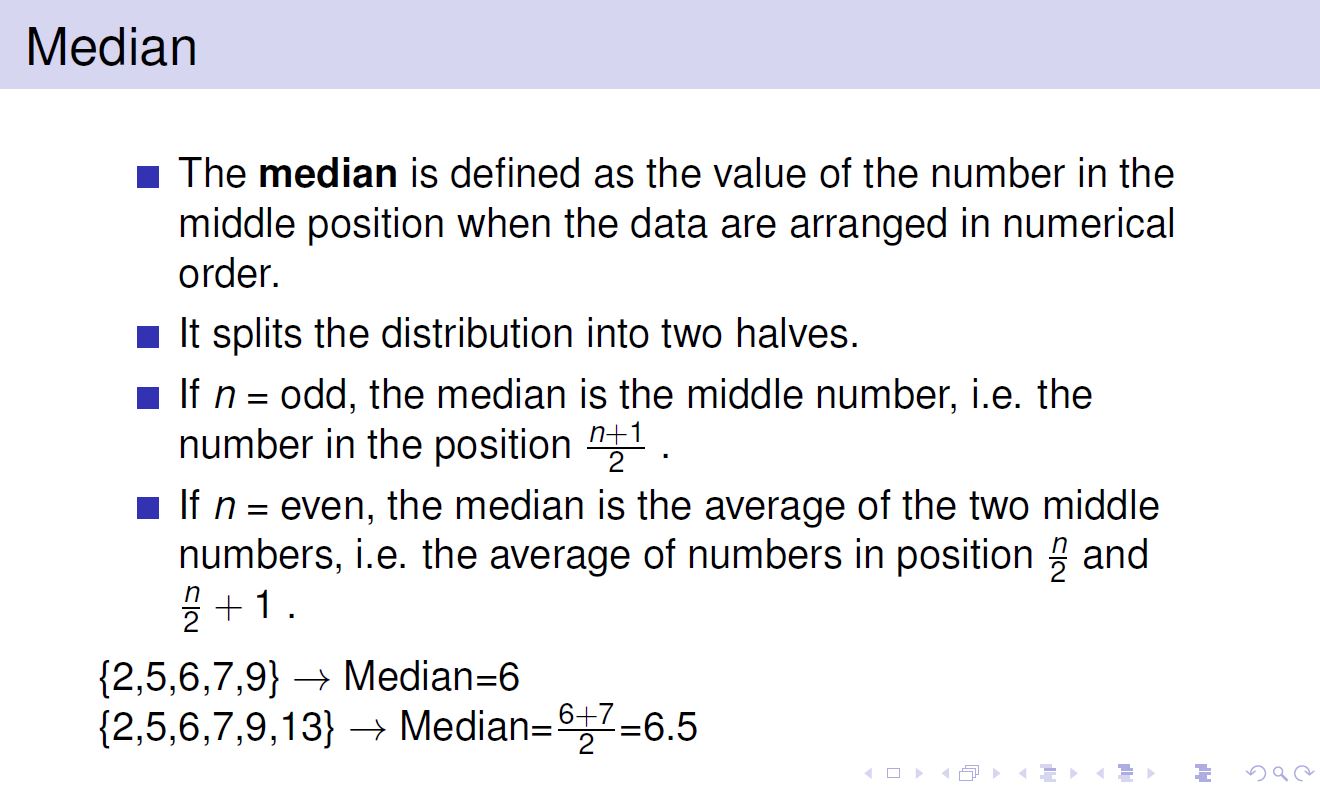 Median
The median is defined as the value of the number in the
middle position when the data are arranged in numerical
order.
It splits the distribution into two halves.
If n = odd, the median is the middle number, i.e. the
number in the position \frac{n+1}{2} .
If n = even, the median is the average of the two middle
numbers, i.e. the average of numbers in position \frac{n}{2} and
\frac{n}{2} + 1 .
{2,5,6,7,9} → Median=6
{2,5,6,7,9,13} → Median=\frac{6+7}{2}=6.5